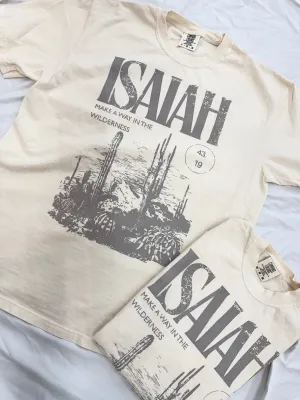 ISAIAH
MAKE A WAY IN THE
WILDERNESS
43
19
ISAIAH
MAKE A WAY IN THE
WILDERNESS